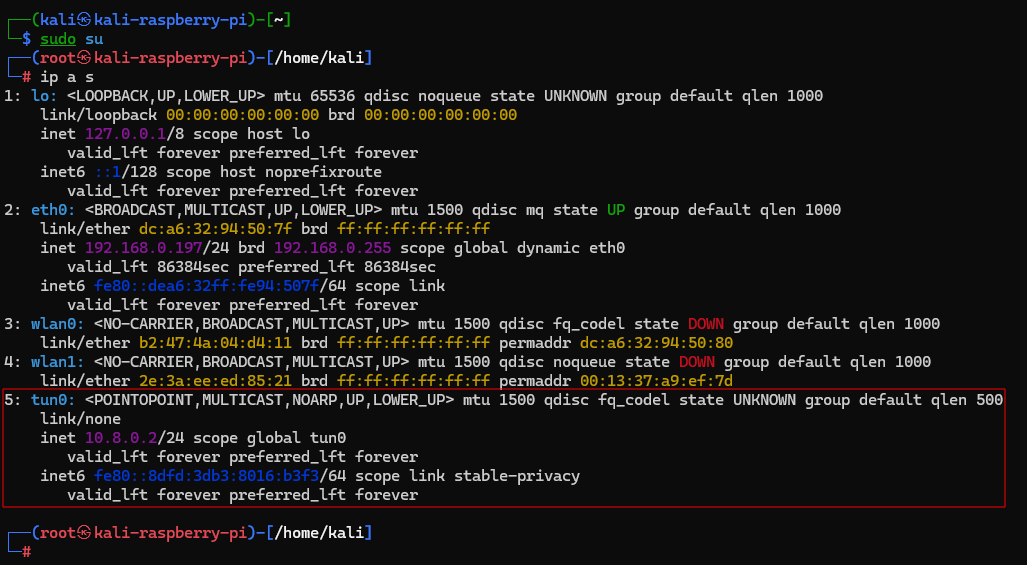 ┌──(kali㉿kali-raspberry-pi)-[~]
└─$ sudo su
┌──(root㉿kali-raspberry-pi)-[/home/kali]
└─# ip a s
1: lo: <LOOPBACK,UP,LOWER_UP> mtu 65536 qdisc noqueue state UNKNOWN group default qlen 1000
    link/loopback 00:00:00:00:00:00 brd 00:00:00:00:00:00
    inet 127.0.0.1/8 scope host lo
       valid_lft forever preferred_lft forever
    inet6 ::1/128 scope host noprefixroute
       valid_lft forever preferred_lft forever
2: eth0: <BROADCAST,MULTICAST,UP,LOWER_UP> mtu 1500 qdisc mq state UP group default qlen 1000
    link/ether dc:a6:32:94:50:7f brd ff:ff:ff:ff:ff:ff
    inet 192.168.0.197/24 brd 192.168.0.255 scope global dynamic eth0
       valid_lft 86384sec preferred_lft 86384sec
    inet6 fe80::dea6:32ff:fe94:507f/64 scope link
       valid_lft forever preferred_lft forever
3: wlan0: <NO-CARRIER,BROADCAST,MULTICAST,UP> mtu 1500 qdisc fq_codel state DOWN group default qlen 1000
    link/ether b2:47:4a:04:d4:11 brd ff:ff:ff:ff:ff:ff permaddr dc:a6:32:94:50:80
4: wlan1: <NO-CARRIER,BROADCAST,MULTICAST,UP> mtu 1500 qdisc noqueue state DOWN group default qlen 1000
    link/ether 2e:3a:ee:ed:85:21 brd ff:ff:ff:ff:ff:ff permaddr 00:13:37:a9:ef:7d
5: tun0: <POINTOPOINT,MULTICAST,NOARP,UP,LOWER_UP> mtu 1500 qdisc fq_codel state UNKNOWN group default qlen 500
    link/none
    inet 10.8.0.2/24 scope global tun0
       valid_lft forever preferred_lft forever
    inet6 fe80::8dfd:3db3:8016:b3f3/64 scope link stable-privacy
       valid_lft forever preferred_lft forever
┌──(root㉿kali-raspberry-pi)-[/home/kali]
└─#